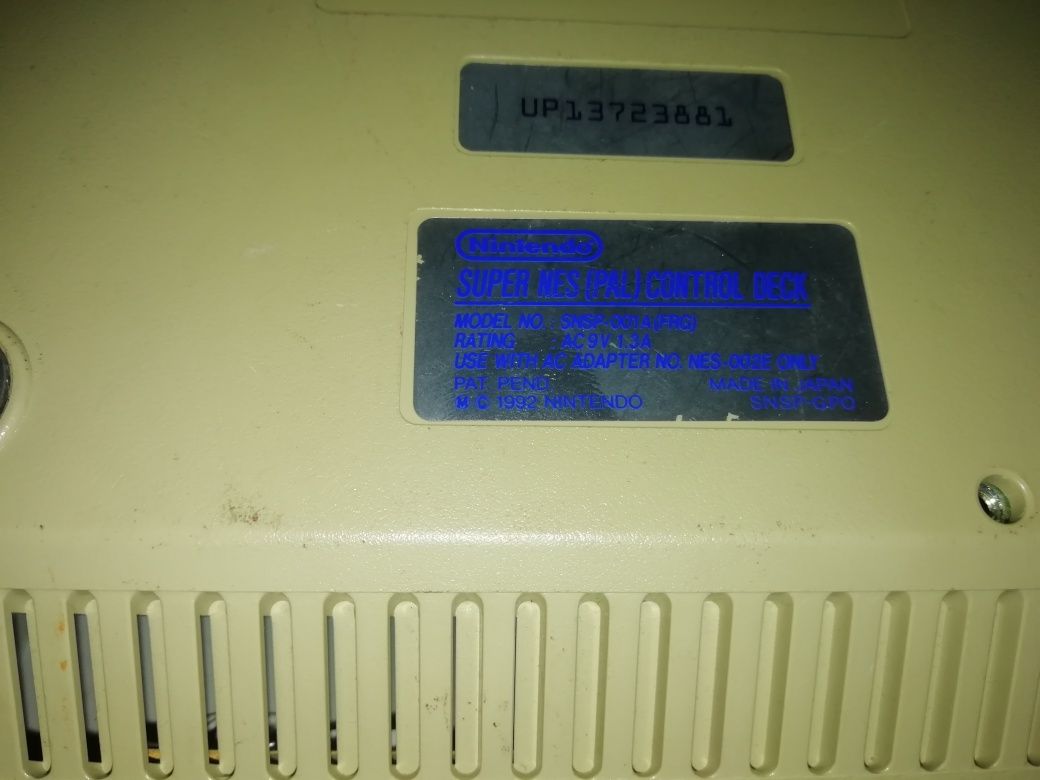 UP13723881
Nintendo
SUPER NES (PAL) CONTROL DECK
MODEL NO. : SNSP-001A (FRG)
RATING : AC 9V 1.3A
USE WITH AC ADAPTER NO. NES-002E ONLY
PAT. PEND. MADE IN JAPAN
M C 1992 NINTENDO SNSP-GPO